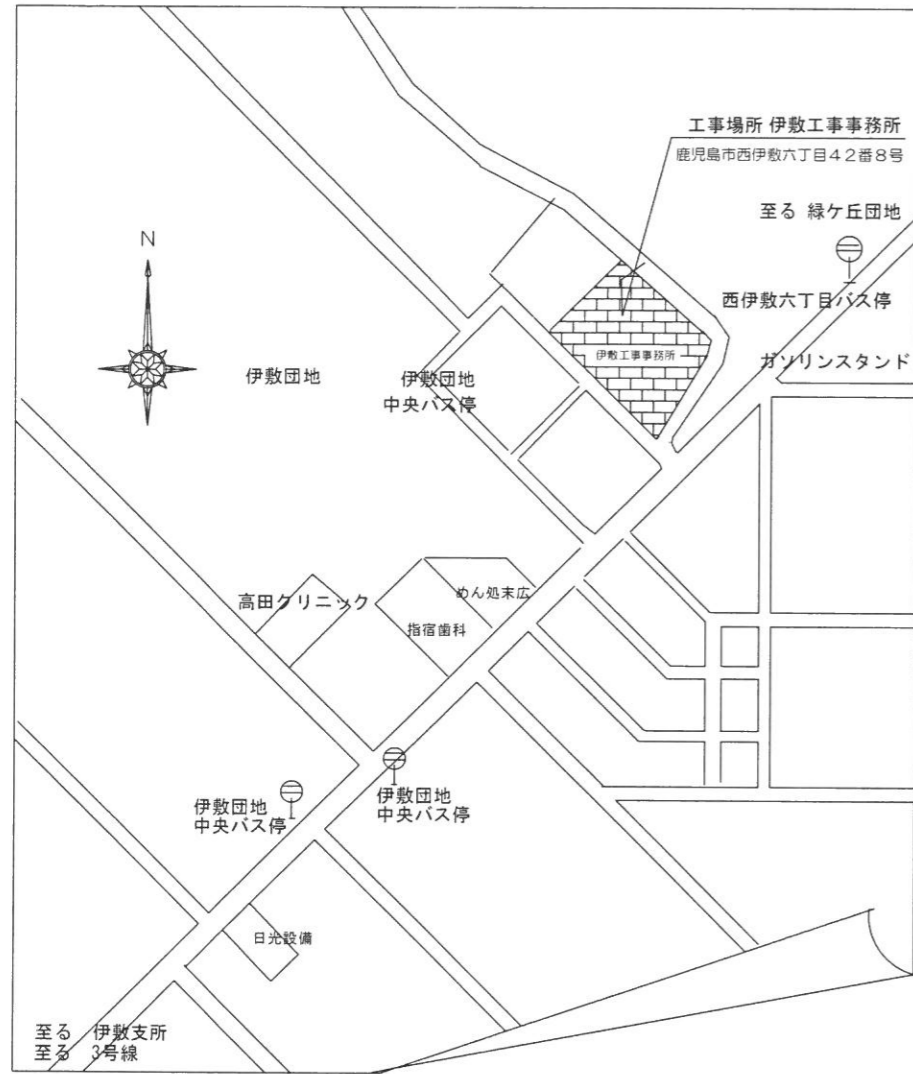 工事場所 伊敷工事事務所
鹿児島市西伊敷六丁目42番8号
至る 緑ケ丘団地
N
西伊敷六丁目バス停
伊敷工事事務所
ガソリンスタンド
伊敷団地
伊敷団地
中央バス停
めん処末広
高田クリニック
指宿歯科
伊敷団地
中央バス停
伊敷団地
中央バス停
日光設備
至る 伊敷支所
至る 3号線